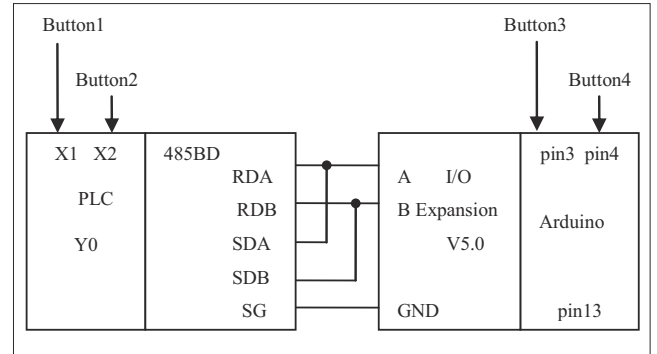 Button1
Button2
Button3
Button4
X1 X2
PLC
Y0
485BD
RDA
RDB
SDA
SDB
SG
A I/O
B Expansion
V5.0
GND
pin3 pin4
Arduino
pin13